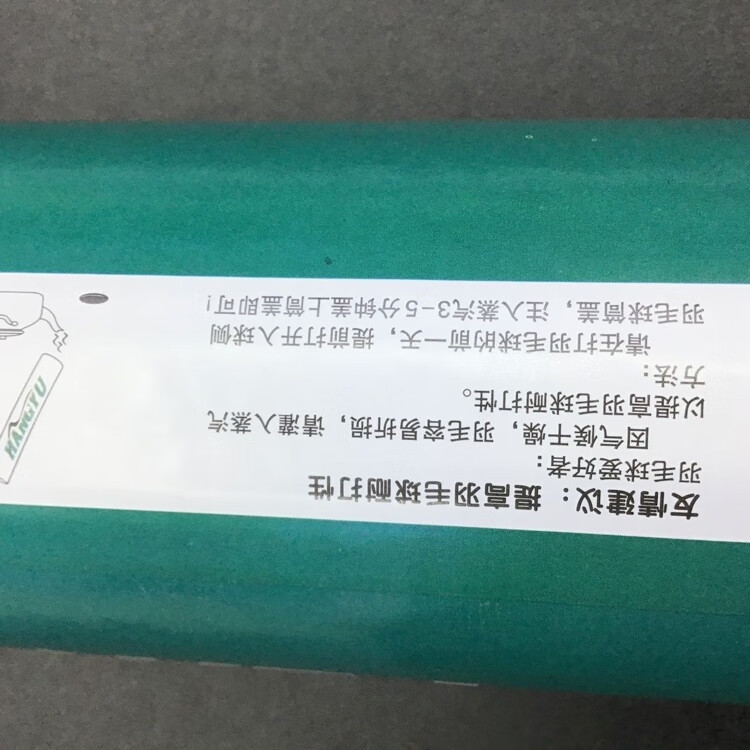 友情建议：提高羽毛球耐打性
羽毛球爱好者：
因气候干燥，羽毛容易折损，请灌入蒸汽
以提高羽毛球耐打性。
方法：
请在打羽毛球的前一天，提前打开入球侧
羽毛球筒盖，注入蒸汽3-5分钟盖上筒盖即可！
HANGYU